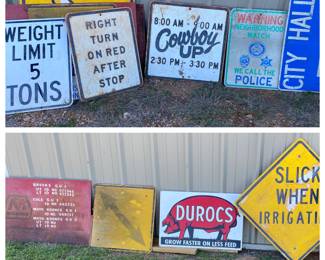 WEIGHT
LIMIT
5
TONS
RIGHT
TURN
ON RED
AFTER
STOP
8:00 AM - 9:00 AM
Cowboy
UP
2:30 PM - 3:30 PM
WARNING
NEIGHBORHOOD
WATCH
WE CALL THE
POLICE
CITY HALL
DUROCS
GROW FASTER ON LESS FEED
SLICK
WHEN
IRRIGATI